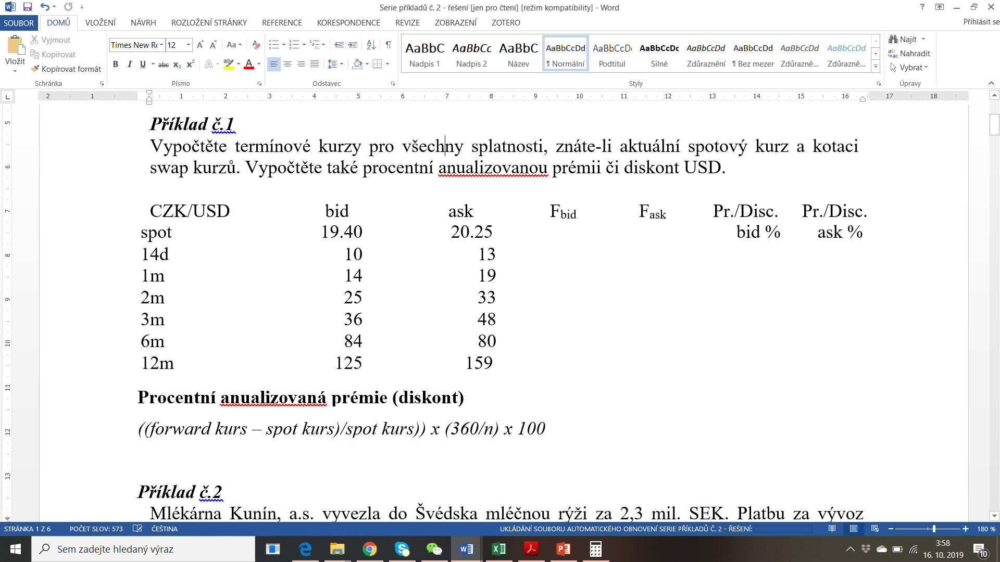 Serie příkladů č. 2 - řešení [jen pro čtení] [režim kompatibility] - Word
SOUBOR DOMŮ VLOŽENÍ NÁVRH ROZLOŽENÍ STRÁNKY REFERENCE KORESPONDENCE REVIZE ZOBRAZENÍ ZOTERO Přihlásit se
Vložit
Vyjmout
Kopírovat
Kopírovat formát
Schránka
Times New Ro 12
Písmo
Odstavec
AaBbC AaBbCc AaBbC AaBbCcDd AaBbCcD AaBbCcDc AaBbCcDd AaBbCcDd AaBbCcDd AaBbCcDd
Nadpis 1 Nadpis 2 Název ¶ Normální Podtitul Silné Zdůraznění ¶ Bez mezer Zdůrazně... Zdůrazně...
Styly
Najít
Nahradit
Vybrat
Úpravy
2 1 1 2 3 4 5 6 7 8 9 10 11 12 13 14 15 16 17 18
5 6 7 8 9 10 11 12 13 14
Příklad č.1
Vypočtěte termínové kurzy pro všechny splatnosti, znáte-li aktuální spotový kurz a kotaci
swap kurzů. Vypočtěte také procentní anualizovanou prémii či diskont USD.
CZK/USD bid ask Fbid Fask Pr./Disc. Pr./Disc.
spot 19.40 20.25 bid % ask %
14d 10 13
1m 14 19
2m 25 33
3m 36 48
6m 84 80
12m 125 159
Procentní anualizovaná prémie (diskont)
((forward kurs – spot kurs)/spot kurs)) x (360/n) x 100
Příklad č.2
Mlékárna Kunín, a.s. vyvezla do Švédska mléčnou rýži za 2,3 mil. SEK. Platbu za vývoz
STRÁNKA 1 Z 6 POČET SLOV: 573 ČEŠTINA UKLÁDÁNÍ SOUBORU AUTOMATICKÉHO OBNOVENÍ SERIE PŘÍKLADŮ Č. 2 - ŘEŠENÍ: 180 %
Sem zadejte hledaný výraz
3:58
16. 10. 2019
10